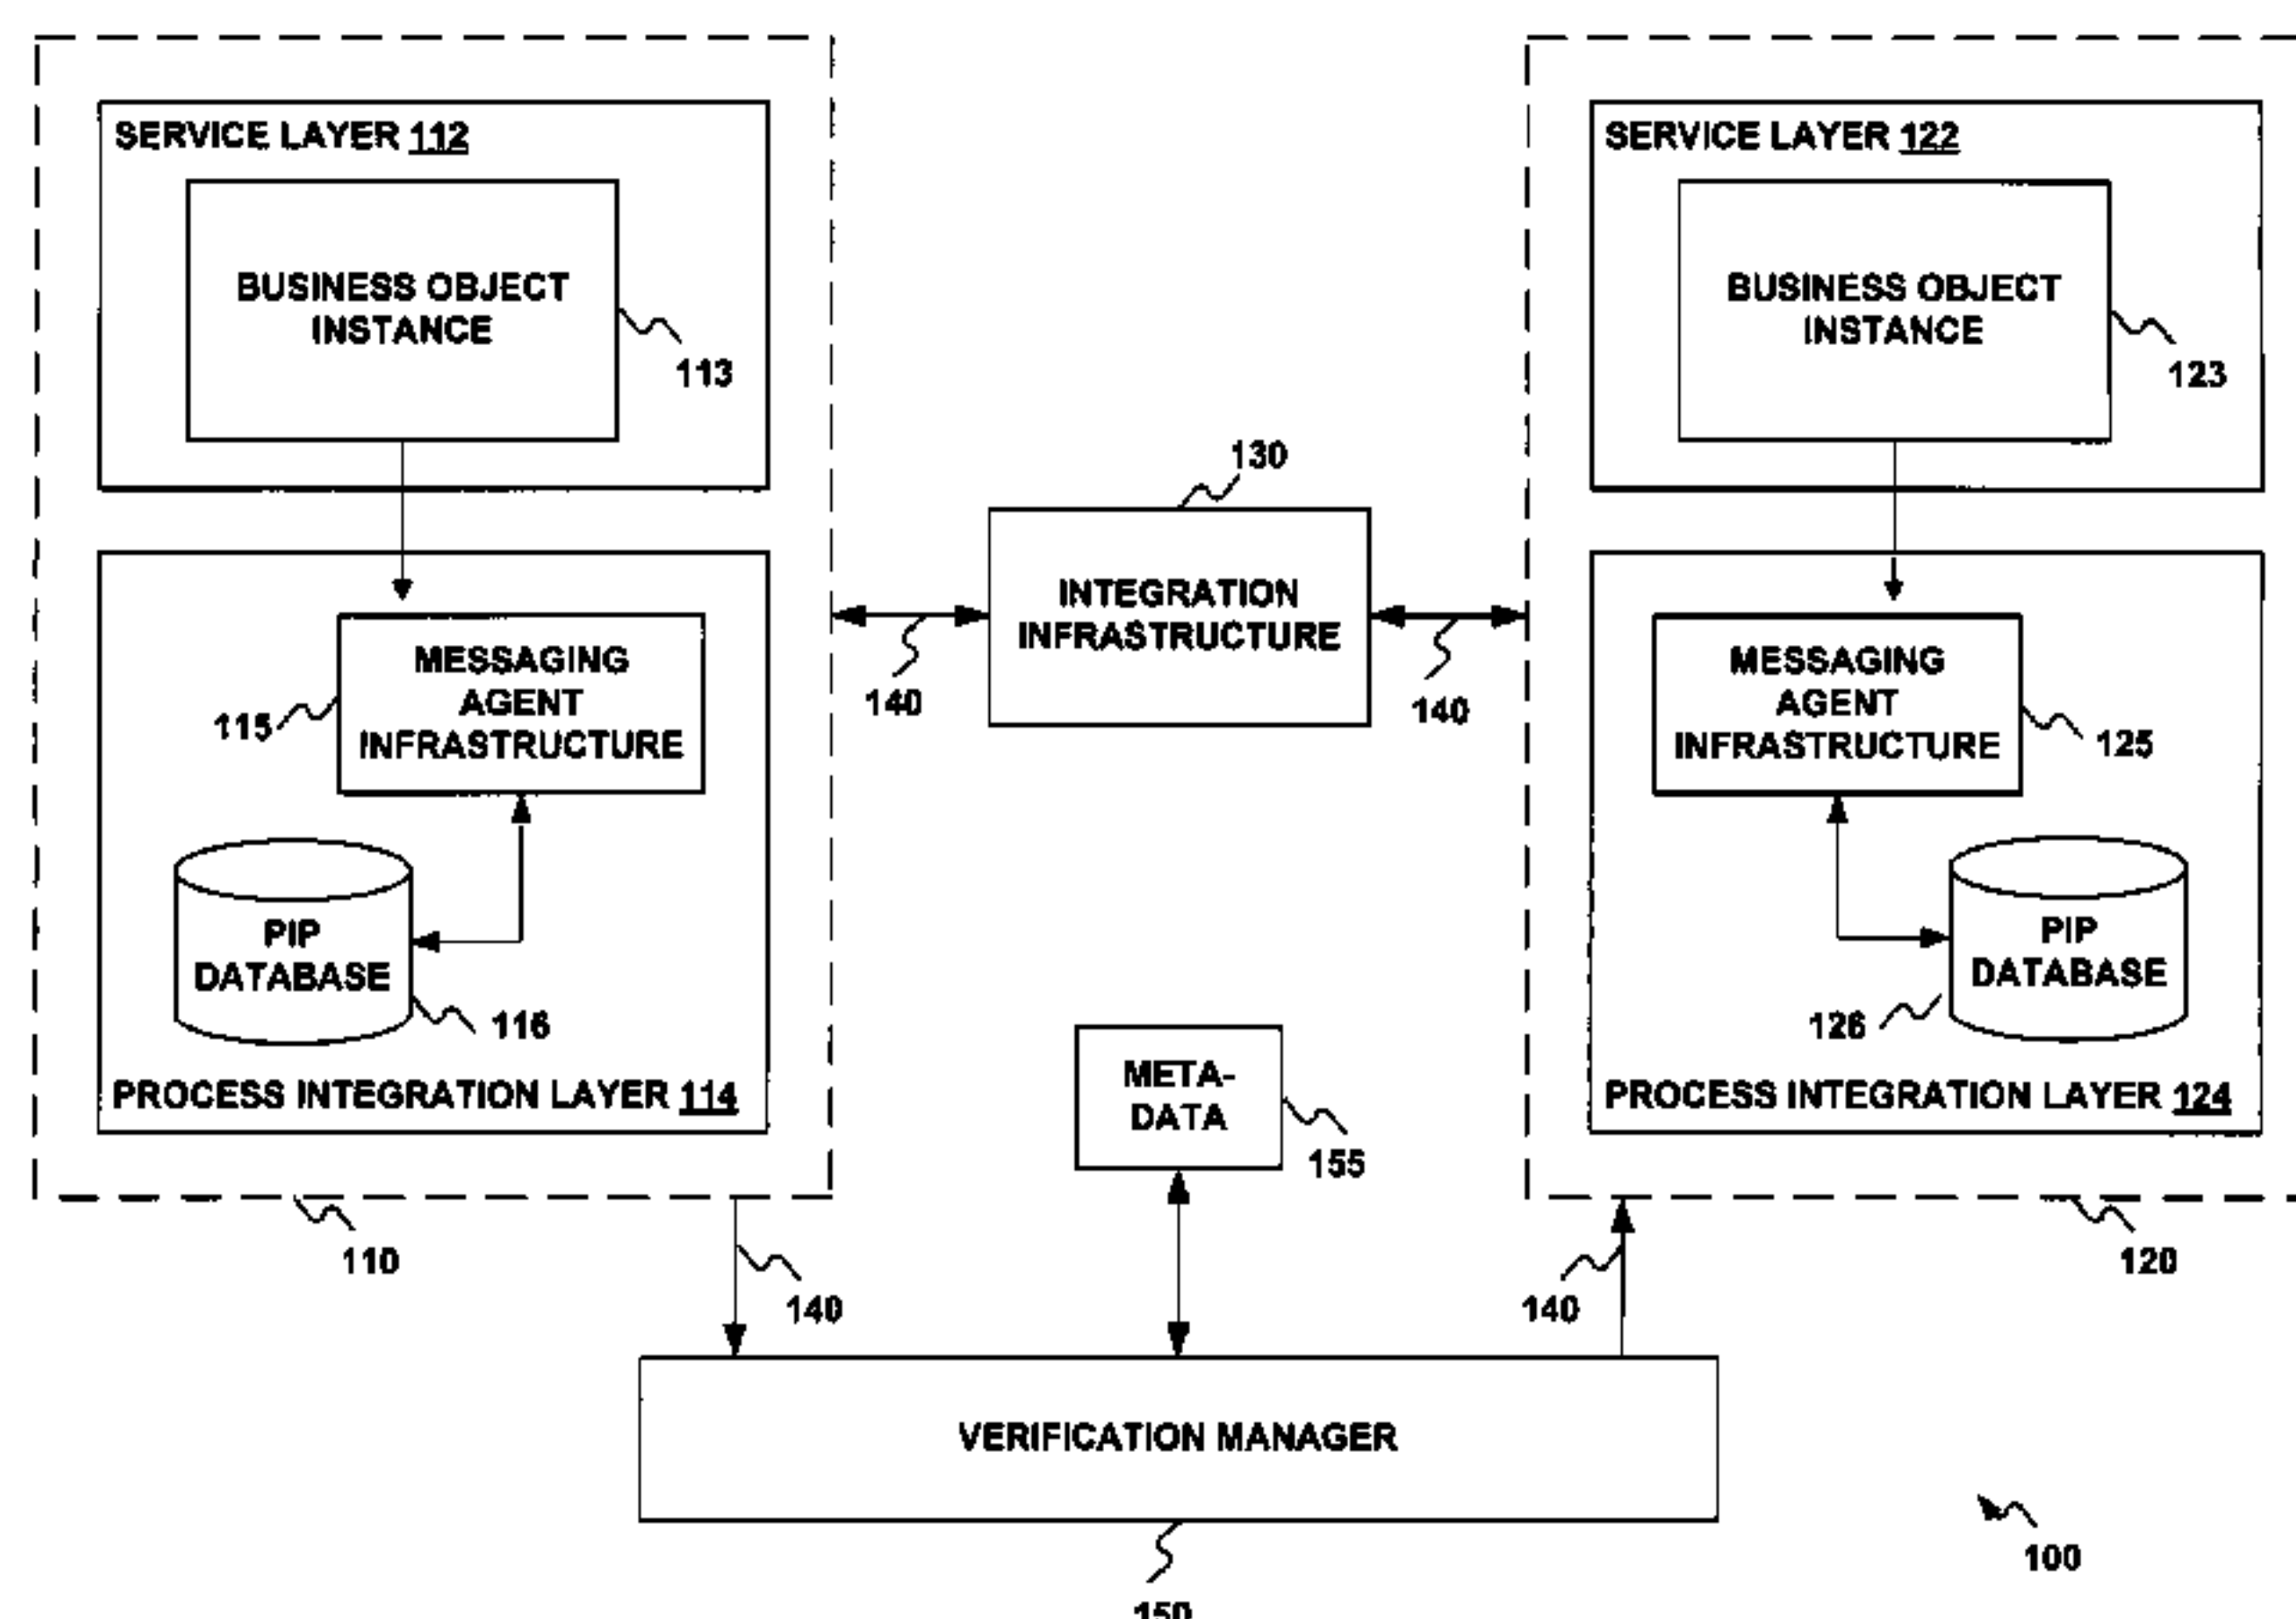 SERVICE LAYER 112
BUSINESS OBJECT
INSTANCE
113
MESSAGING
AGENT
INFRASTRUCTURE
115
PIP
DATABASE
116
PROCESS INTEGRATION LAYER 114
110
130
INTEGRATION
INFRASTRUCTURE
140
140
SERVICE LAYER 122
BUSINESS OBJECT
INSTANCE
123
MESSAGING
AGENT
INFRASTRUCTURE
125
PIP
DATABASE
126
PROCESS INTEGRATION LAYER 124
120
META-
DATA
155
140
140
VERIFICATION MANAGER
150
100